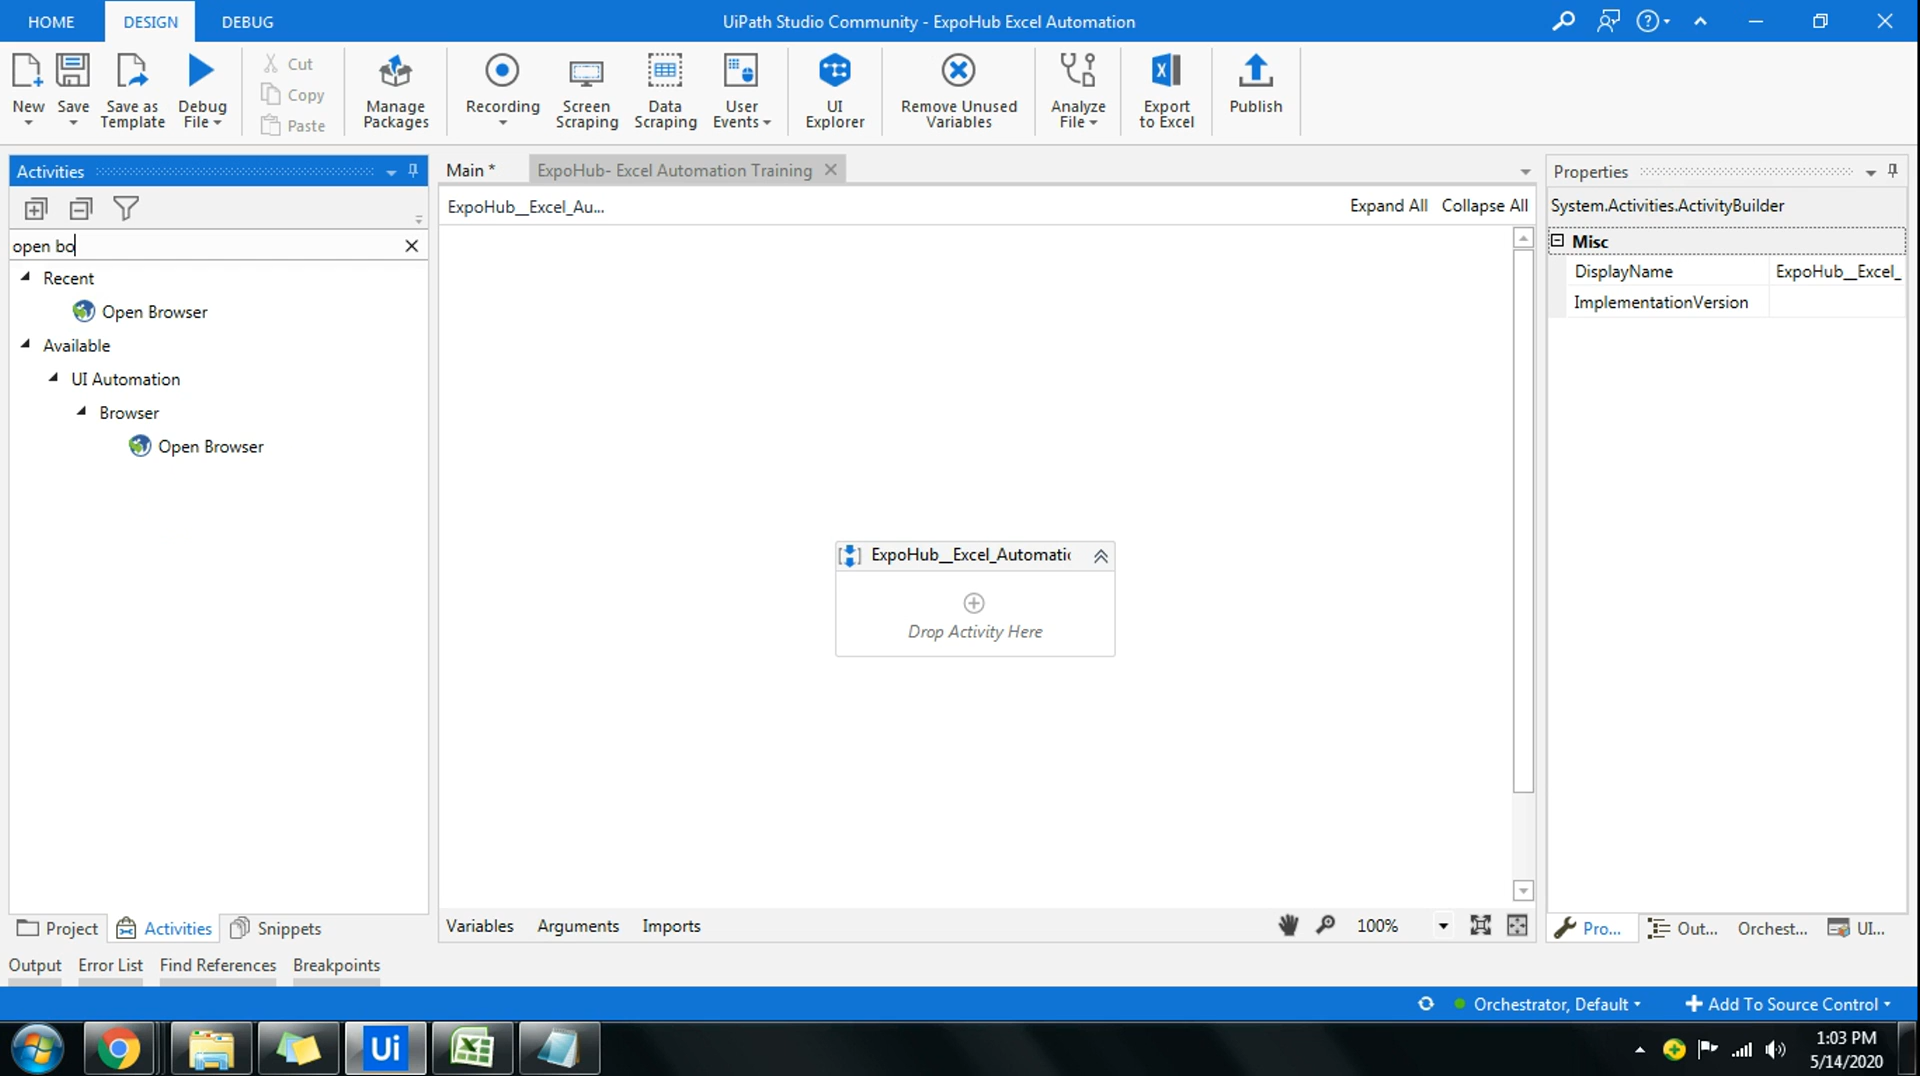 HOME DESIGN DEBUG UiPath Studio Community - ExpoHub Excel Automation
New
Save
Save as
Template
Debug
File
Cut
Copy
Paste
Manage
Packages
Recording
Screen
Scraping
Data
Scraping
User
Events
UI
Explorer
Remove Unused
Variables
Analyze
File
Export
to Excel
Publish
Activities
open bo
Recent
Open Browser
Available
UI Automation
Browser
Open Browser
Project Activities Snippets
Main * ExpoHub- Excel Automation Training
ExpoHub__Excel_Au... Expand All Collapse All
ExpoHub__Excel_Automatic
Drop Activity Here
Variables Arguments Imports 100%
Properties
System.Activities.ActivityBuilder
Misc
DisplayName ExpoHub__Excel_
ImplementationVersion
Pro... Out... Orchest... UI...
Output Error List Find References Breakpoints
Orchestrator, Default Add To Source Control
Ui
1:03 PM
5/14/2020